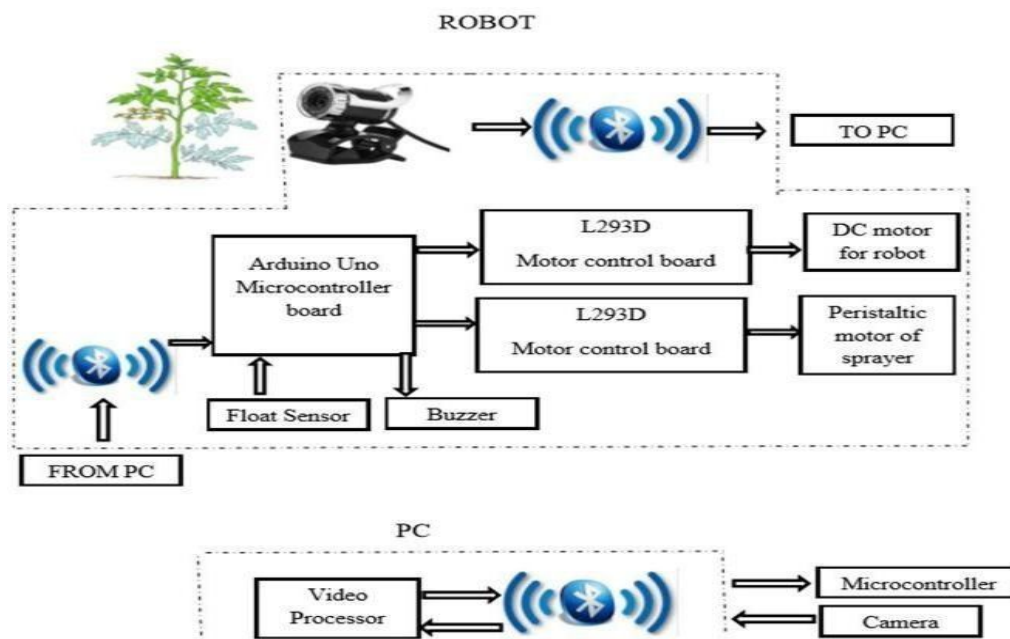 ROBOT
TO PC
L293D
Motor control board
DC motor
for robot
Arduino Uno
Microcontroller
board
L293D
Motor control board
Peristaltic
motor of
sprayer
Float Sensor
Buzzer
FROM PC
PC
Video
Processor
Microcontroller
Camera